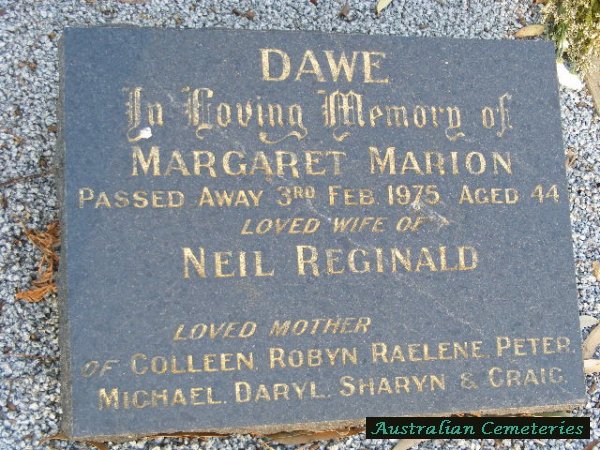 DAWE
In Loving Memory of
MARGARET MARION
PASSED AWAY 3RD FEB. 1975 AGED 44
LOVED WIFE OF
NEIL REGINALD
LOVED MOTHER
OF COLLEEN, ROBYN, RAELENE, PETER,
MICHAEL, DARYL, SHARYN & CRAIG.
Australian Cemeteries